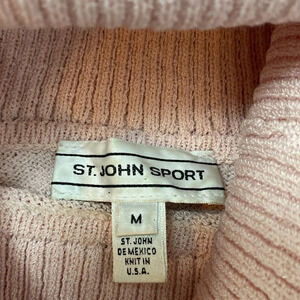 ST. JOHN SPORT
M
ST. JOHN
DE MEXICO
KNIT IN
U.S.A.